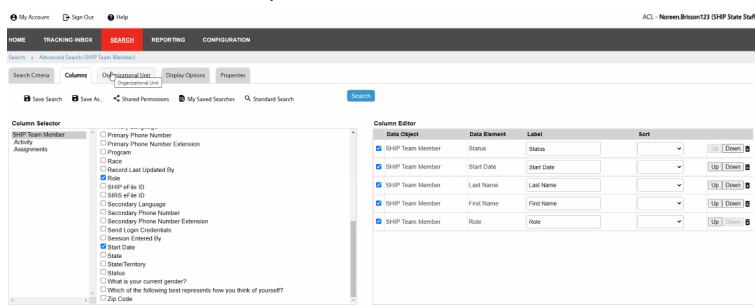 My Account Sign Out Help ACL - Noreen.Brisson123 (SHIP State Staff
HOME TRACKING INBOX SEARCH REPORTING CONFIGURATION
Search > Advanced Search (SHIP Team Member)
Search Criteria Columns Organizational Unit Display Options Properties
Organizational Unit
Save Search Save As... Shared Permissions My Saved Searches Standard Search Search
Column Selector
SHIP Team Member
Activity
Assignments
Primary Phone Number
Primary Phone Number Extension
Program
Race
Record Last Updated By
Role
SHIP eFile ID
SIRS eFile ID
Secondary Language
Secondary Phone Number
Secondary Phone Number Extension
Send Login Credentials
Session Entered By
Start Date
State
State/Territory
Status
What is your current gender?
Which of the following best represents how you think of yourself?
Zip Code
Column Editor
Data Object Data Element Label Sort
SHIP Team Member Status Status Up Down
SHIP Team Member Start Date Start Date Up Down
SHIP Team Member Last Name Last Name Up Down
SHIP Team Member First Name First Name Up Down
SHIP Team Member Role Role Up Down